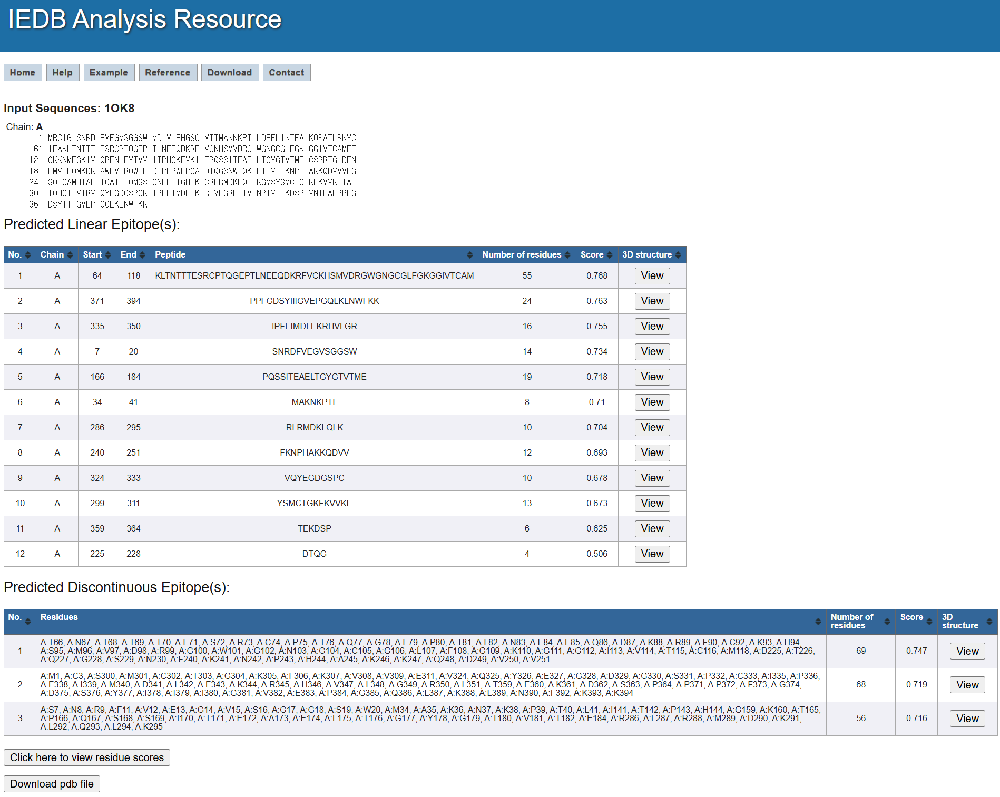 IEDB Analysis Resource
Home Help Example Reference Download Contact
Input Sequences: 1OK8
Chain: A
1 MRCIGISNRD FVEGVSGGSW VDIVLEHGSC VTTMAKNKPT LDFELIKTEA KQPATLRKYC
61 IEAKLTNTTT ESRCPTQGEP TLNEEQDKRF VCKHSMVDRG WGNGCGLFGK GGIVTCAMFT
121 CKKNMEGKIV QPENLEYTVV ITPHGKEVKI TPQSSITEAE LTGYGTVTME CSPRTGLDFN
181 EMVLLQMKDK AWLVHRQWFL DLPLPWLPGA DTQGSNWIQK ETLVTFKNPH AKKQDVVVLG
241 SQEGAMHTAL TGATEIQMSS GNLLFTGHLK CRLRMDKLQL KGMSYSMCTG KFKVVKEIAE
301 TQHGTIVIRV QYEGDGSPCK IPFEIMDLEK RHVLGRLITV NPIVTEKDSP VNIEAEPPFG
361 DSYIIIGVEP GQLKLNWFKK
Predicted Linear Epitope(s):
No. Chain Start End Peptide Number of residues Score 3D structure
1 A 64 118 KLTNTTTESRCPTQGEPTLNEEQDKRFVCKHSMVDRGWGNGCGLFGKGGIVTCAM 55 0.768 View
2 A 371 394 PPFGDSYIIIGVEPGQLKLNWFKK 24 0.763 View
3 A 335 350 IPFEIMDLEKRHVLGR 16 0.755 View
4 A 7 20 SNRDFVEGVSGGSW 14 0.734 View
5 A 166 184 PQSSITEAELTGYGTVTME 19 0.718 View
6 A 34 41 MAKNKPTL 8 0.71 View
7 A 286 295 RLRMDKLQLK 10 0.704 View
8 A 240 251 FKNPHAKKQDVV 12 0.693 View
9 A 324 333 VQYEGDGSPC 10 0.678 View
10 A 299 311 YSMCTGKFKVVKE 13 0.673 View
11 A 359 364 TEKDSP 6 0.625 View
12 A 225 228 DTQG 4 0.506 View
Predicted Discontinuous Epitope(s):
No. Residues Number of residues Score 3D structure
1 A:T66, A:N67, A:T68, A:T69, A:T70, A:E71, A:S72, A:R73, A:C74, A:P75, A:T76, A:Q77, A:G78, A:E79, A:P80, A:T81, A:L82, A:N83, A:E84, A:E85, A:Q86, A:D87, A:K88, A:R89, A:F90, A:C92, A:K93, A:H94,
A:S95, A:M96, A:V97, A:D98, A:R99, A:G100, A:W101, A:G102, A:N103, A:G104, A:C105, A:G106, A:L107, A:F108, A:G109, A:K110, A:G111, A:G112, A:I113, A:V114, A:T115, A:C116, A:M118, A:D225, A:T226,
A:Q227, A:G228, A:S229, A:N230, A:F240, A:K241, A:N242, A:P243, A:H244, A:A245, A:K246, A:K247, A:Q248, A:D249, A:V250, A:V251 69 0.747 View
2 A:M1, A:C3, A:S300, A:M301, A:C302, A:T303, A:G304, A:K305, A:F306, A:K307, A:V308, A:V309, A:E311, A:V324, A:Q325, A:Y326, A:E327, A:G328, A:D329, A:G330, A:S331, A:P332, A:C333, A:I335, A:P336,
A:E338, A:I339, A:M340, A:D341, A:L342, A:E343, A:K344, A:R345, A:H346, A:V347, A:L348, A:G349, A:R350, A:L351, A:T359, A:E360, A:K361, A:D362, A:S363, A:P364, A:P371, A:P372, A:F373, A:G374,
A:D375, A:S376, A:Y377, A:I378, A:I379, A:I380, A:G381, A:V382, A:E383, A:P384, A:G385, A:Q386, A:L387, A:K388, A:L389, A:N390, A:F392, A:K393, A:K394 68 0.719 View
3 A:S7, A:N8, A:R9, A:F11, A:V12, A:E13, A:G14, A:V15, A:S16, A:G17, A:G18, A:S19, A:W20, A:M34, A:A35, A:K36, A:N37, A:K38, A:P39, A:T40, A:L41, A:I141, A:T142, A:P143, A:H144, A:G159, A:K160, A:T165,
A:P166, A:Q167, A:S168, A:S169, A:I170, A:T171, A:E172, A:A173, A:E174, A:L175, A:T176, A:G177, A:Y178, A:G179, A:T180, A:V181, A:T182, A:E184, A:R286, A:L287, A:R288, A:M289, A:D290, A:K291,
A:L292, A:Q293, A:L294, A:K295 56 0.716 View
Click here to view residue scores
Download pdb file